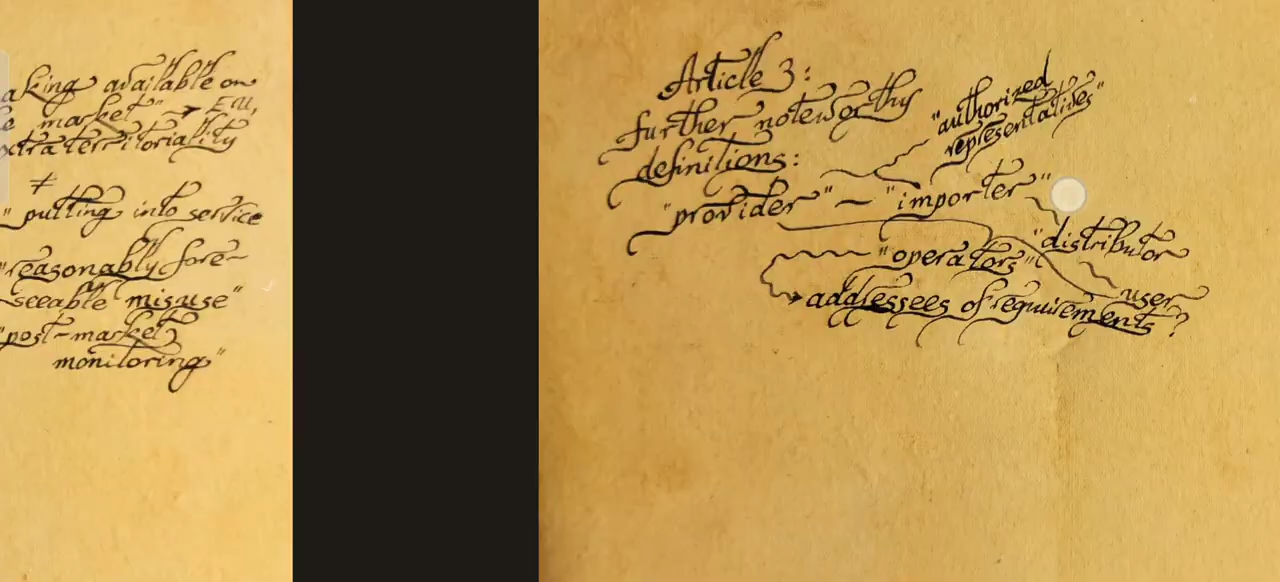 aking available on
e market" → EU,
xtraterritoriality
≠
" putting into service
"reasonably fore-
seeable misuse"
"post-market
monitoring"
Article 3:
further noteworthy
definitions:
"authorized
representatives"
"provider" – "importer"
"distributor
"operators"
user
addressees of requirements?